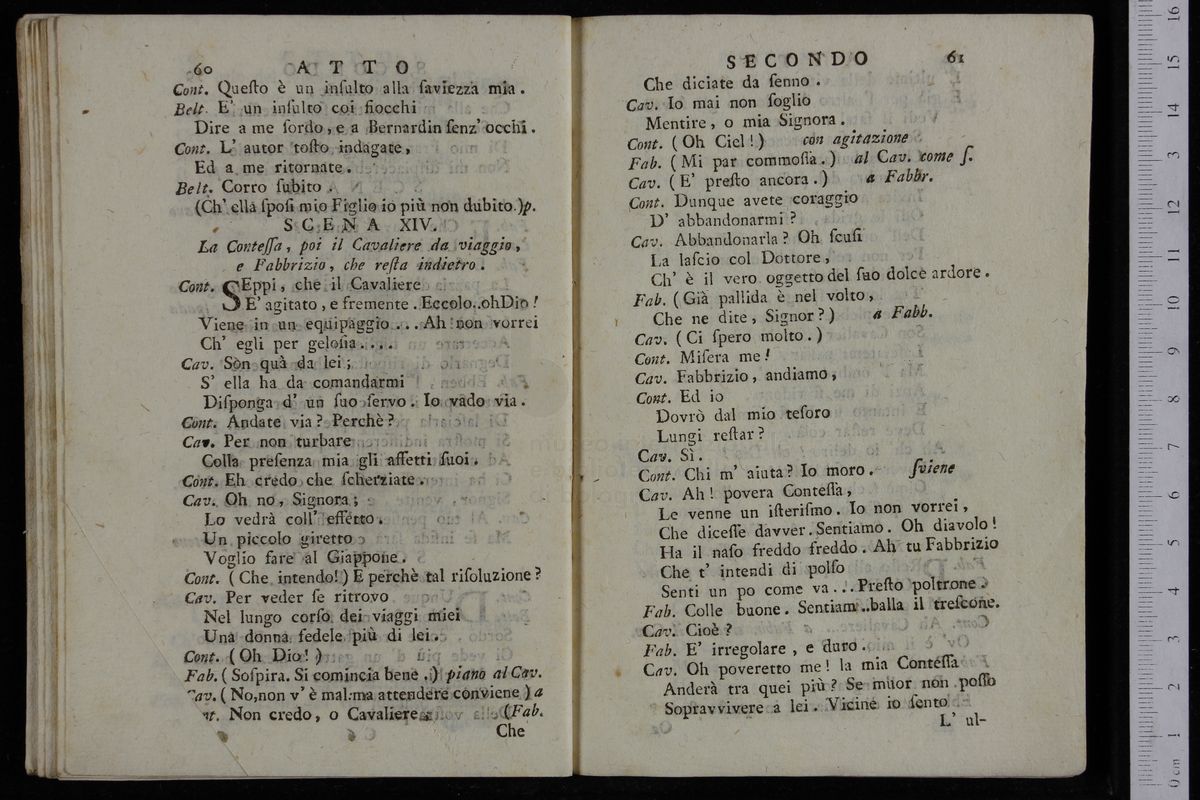 60 A T T O
Cont. Queſto è un inſulto alla ſaviezza mia.
Belt. E' un inſulto coi fiocchi
Dire a me ſordo, e a Bernardin ſenz' occhi.
Cont. L' autor toſto indagate,
Ed a me ritornate.
Belt. Corro ſubito.
(Ch' ella ſpoſi mio Figlio io più non dubito.)p.
S C E N A XIV.
La Conteſſa, poi il Cavaliere da viaggio,
e Fabbrizio, che reſta indietro.
Cont. SEppi, che il Cavaliere
E' agitato, e fremente. Eccolo..ohDio!
Viene in un equipaggio... Ah! non vorrei
Ch' egli per geloſia....
Cav. Son quà da lei;
S' ella ha da comandarmi
Diſponga d' un ſuo ſervo. Io vado via.
Cont. Andate via? Perchè?
Cav. Per non turbare
Colla preſenza mia gli affetti ſuoi.
Cont. Eh credo che ſcherziate.
Cav. Oh no, Signora;
Lo vedrà coll' effetto.
Un piccolo giretto
Voglio fare al Giappone.
Cont. (Che intendo!) E perchè tal riſoluzione?
Cav. Per veder ſe ritrovo
Nel lungo corſo dei viaggi miei
Una donna fedele più di lei.
Cont. (Oh Dio!)
Fab. (Soſpira. Si comincia bene.) piano al Cav.
Cav. (No,non v' è mal:ma attendere conviene) a
Cont. Non credo, o Cavaliere (Fab.
Che
SECONDO 61
Che diciate da ſenno.
Cav. Io mai non ſoglio
Mentire, o mia Signora.
Cont. (Oh Ciel!) con agitazione
Fab. (Mi par commoſſa.) al Cav. come ſ.
Cav. (E' preſto ancora.) a Fabbr.
Cont. Dunque avete coraggio
D' abbandonarmi?
Cav. Abbandonarla? Oh ſcuſi
La laſcio col Dottore,
Ch' è il vero oggetto del ſuo dolce ardore.
Fab. (Già pallida è nel volto,
Che ne dite, Signor?) a Fabb.
Cav. (Ci ſpero molto.)
Cont. Miſera me!
Cav. Fabbrizio, andiamo,
Cont. Ed io
Dovrò dal mio teſoro
Lungi reſtar?
Cav. Sì.
Cont. Chi m' aiuta? Io moro. ſviene
Cav. Ah! povera Conteſſa,
Le venne un iſteriſmo. Io non vorrei,
Che diceſſe davver. Sentiamo. Oh diavolo!
Ha il naſo freddo freddo. Ah tu Fabbrizio
Che t' intendi di polſo
Senti un po come va... Preſto poltrone.
Fab. Colle buone. Sentiam..balla il treſcone.
Cav. Cioè?
Fab. E' irregolare, e duro.
Cav. Oh poveretto me! la mia Conteſſa
Anderà tra quei più? Se muor non poſſo
Sopravvivere a lei. Vicine io ſento
L' ul-